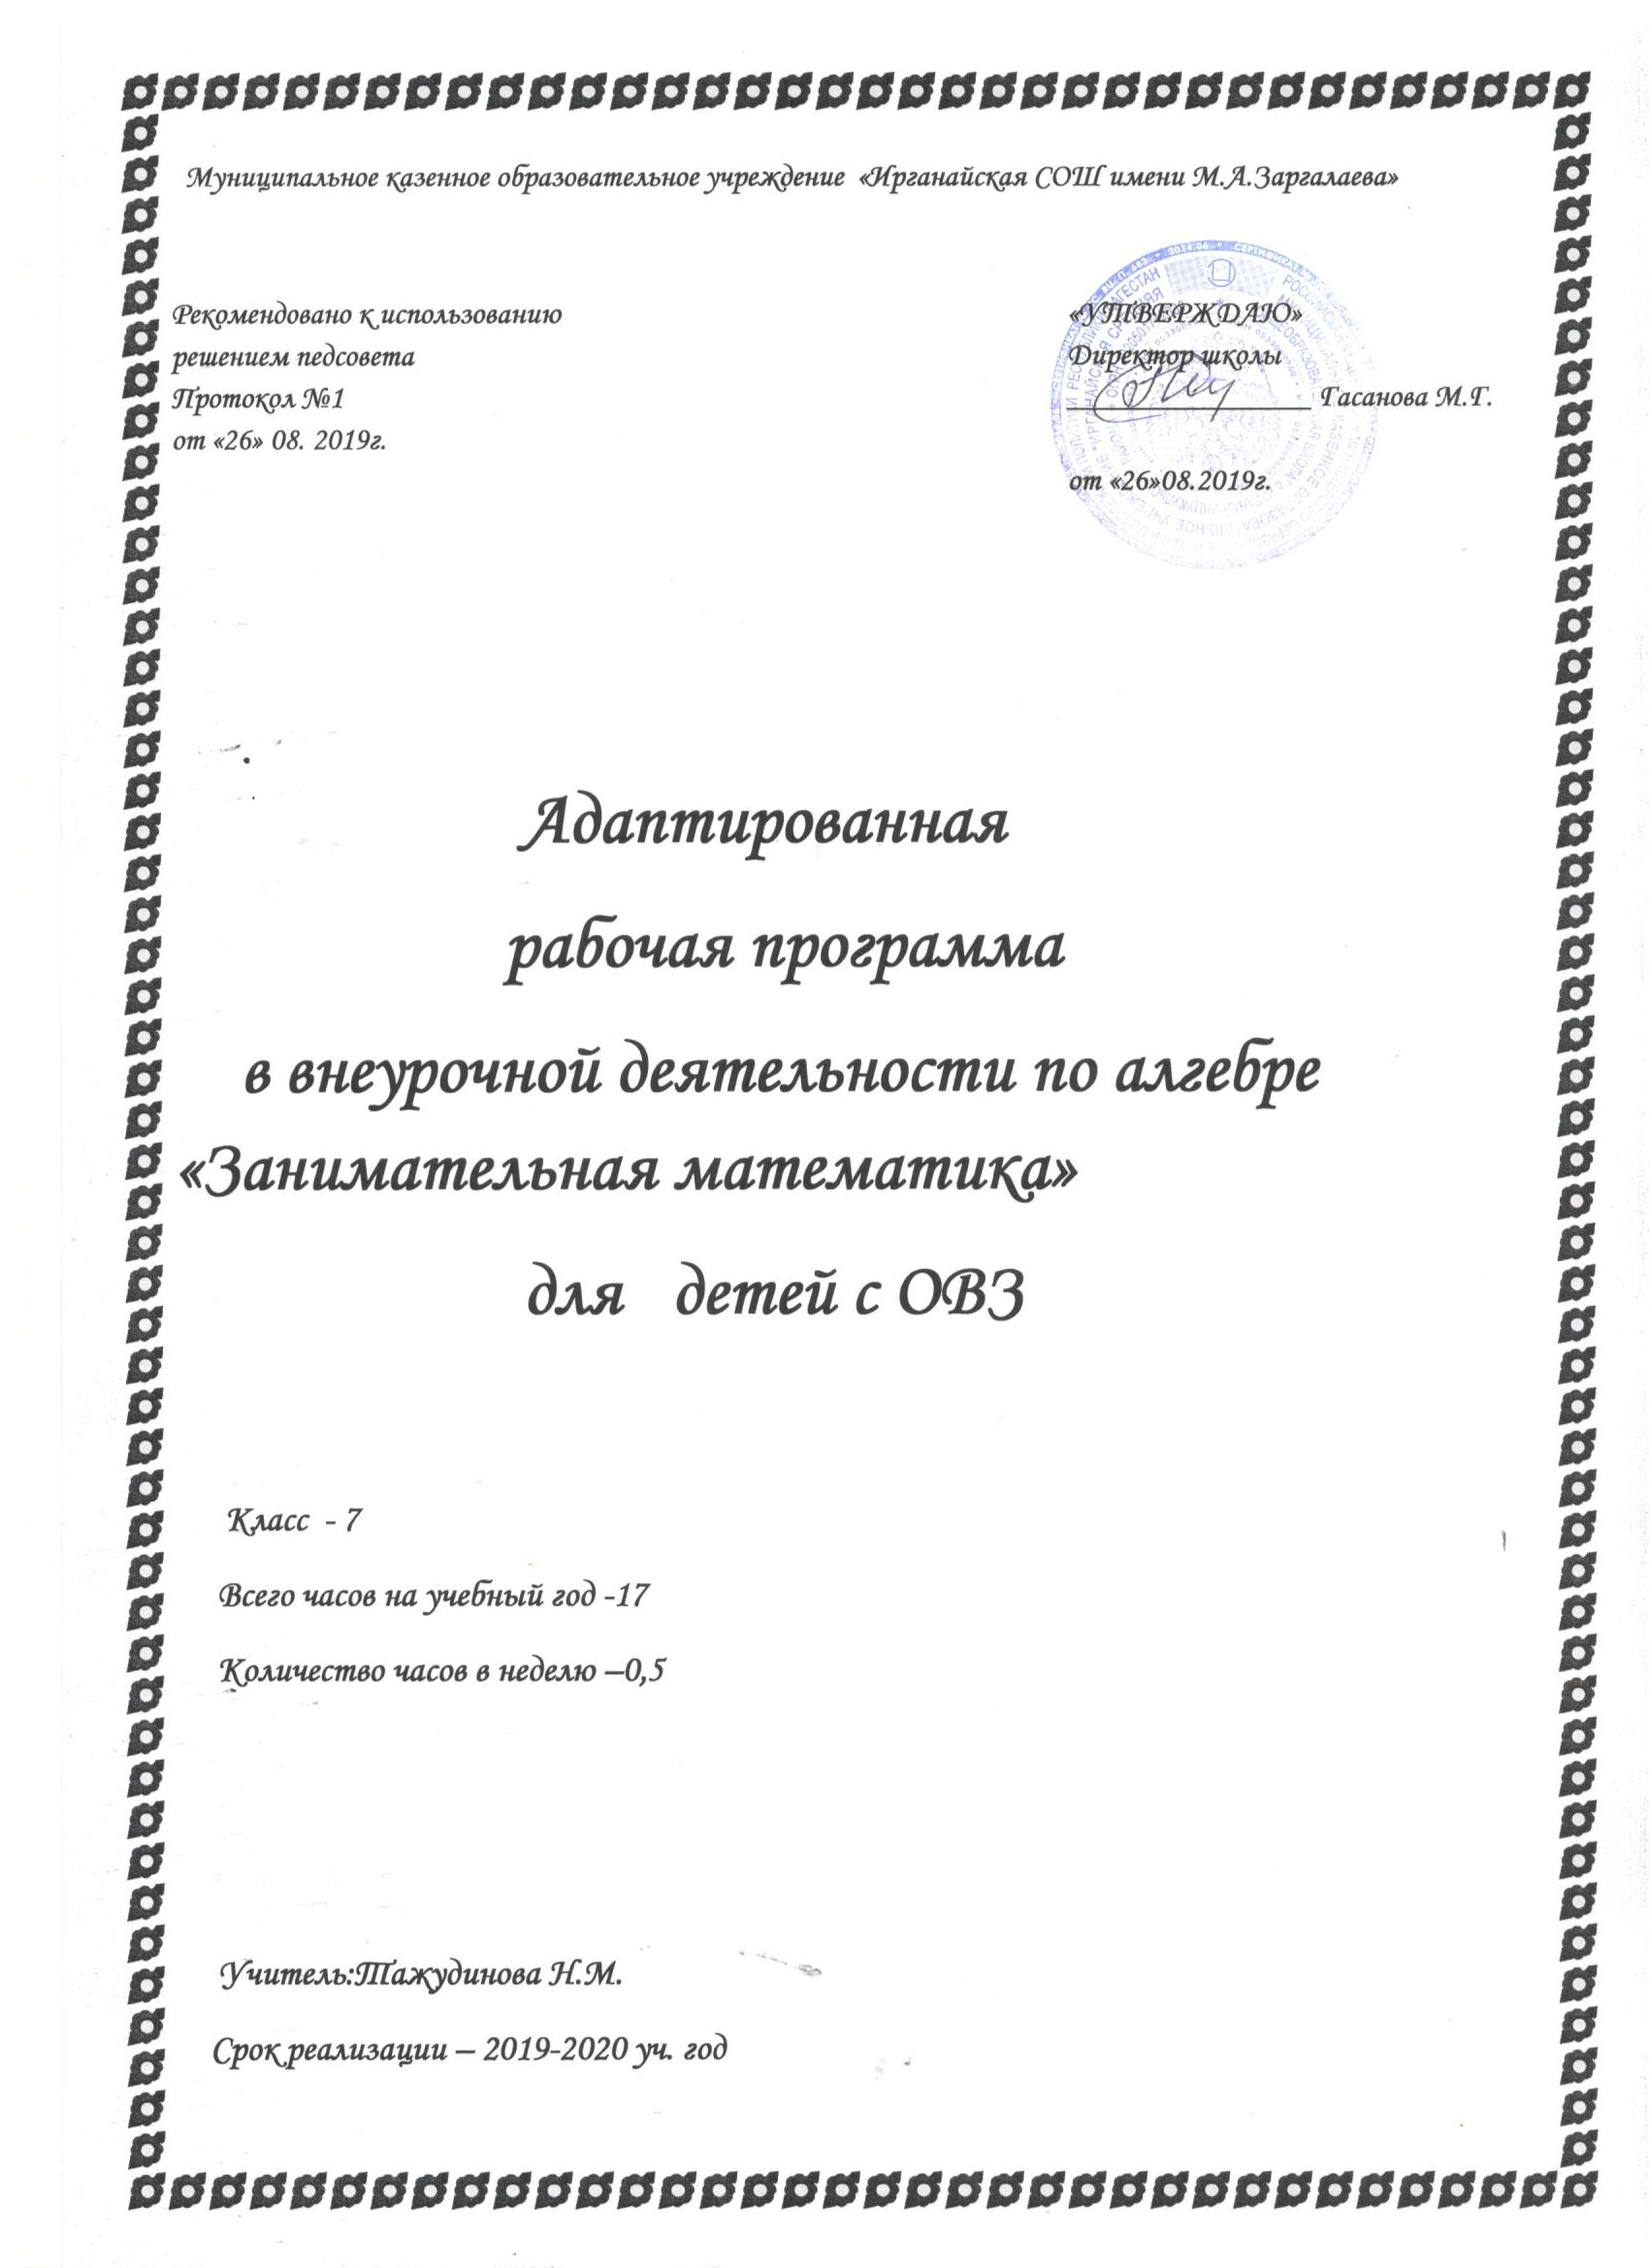 Муниципальное казенное образовательное учреждение «Ирганайская СОШ имени М.А.Заргалаева»
Рекомендовано к использованию
решением педсовета
Протокол №1
от «26» 08. 2019г.
«УТВЕРЖДАЮ»
Директор школы
Гасанова М.Г.
от «26»08.2019г.
Адаптированная
рабочая программа
в внеурочной деятельности по алгебре
«Занимательная математика»
для детей с ОВЗ
Класс - 7
Всего часов на учебный год -17
Количество часов в неделю –0,5
Учитель:Тажудинова Н.М.
Срок реализации – 2019-2020 уч. год